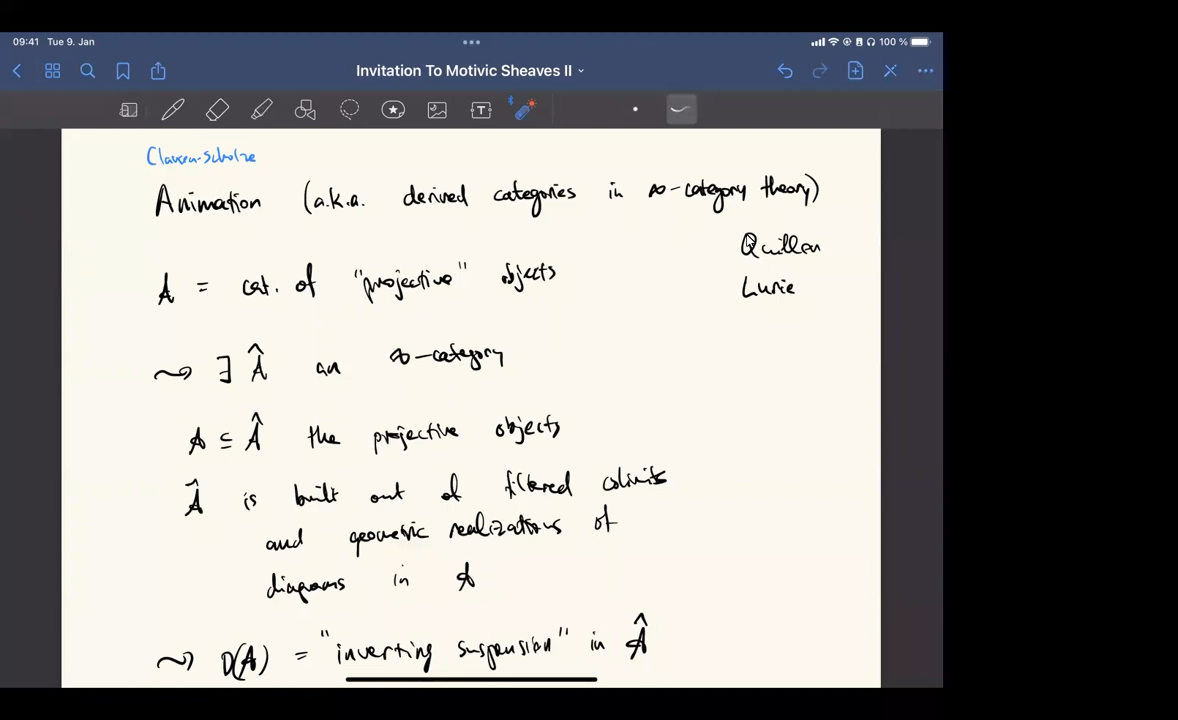 09:41 Tue 9. Jan
100 %
Invitation To Motivic Sheaves II
Clausen-Scholze
Animation (a.k.a. derived categories in ∞-category theory)
Quillen
A = cat. of "projective" objects
Lurie
⇝ ∃ Â an ∞-category
A ⊆ Â the projective objects
Â is built out of filtered colimits
and geometric realizations of
diagrams in A
⇝ D(A) = "inverting suspension" in Â